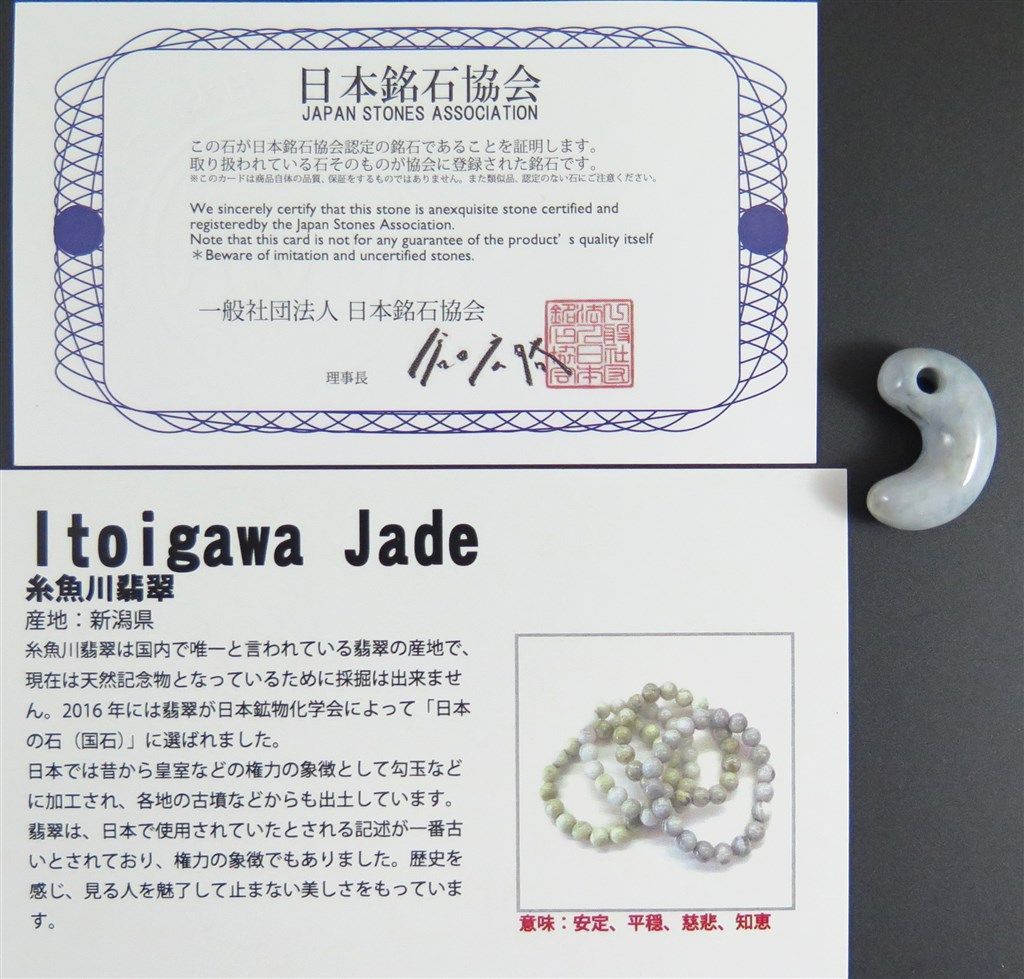 日本銘石協会
JAPAN STONES ASSOCIATION
この石が日本銘石協会認定の銘石であることを証明します。
取り扱われている石そのものが協会に登録された銘石です。
※このカードは商品自体の品質、保証をするものではありません。また類似品、認定のない石にご注意ください。
We sincerely certify that this stone is anexquisite stone certified and
registeredby the Japan Stones Association.
Note that this card is not for any guarantee of the product’s quality itself
＊Beware of imitation and uncertified stones.
一般社団法人 日本銘石協会
理事長
Itoigawa Jade
糸魚川翡翠
産地：新潟県
糸魚川翡翠は国内で唯一と言われている翡翠の産地で、
現在は天然記念物となっているために採掘は出来ませ
ん。2016 年には翡翠が日本鉱物化学会によって「日本
の石（国石）」に選ばれました。
日本では昔から皇室などの権力の象徴として勾玉など
に加工され、各地の古墳などからも出土しています。
翡翠は、日本で使用されていたとされる記述が一番古
いとされており、権力の象徴でもありました。歴史を
感じ、見る人を魅了して止まない美しさをもっていま
す。
意味：安定、平穏、慈悲、知恵